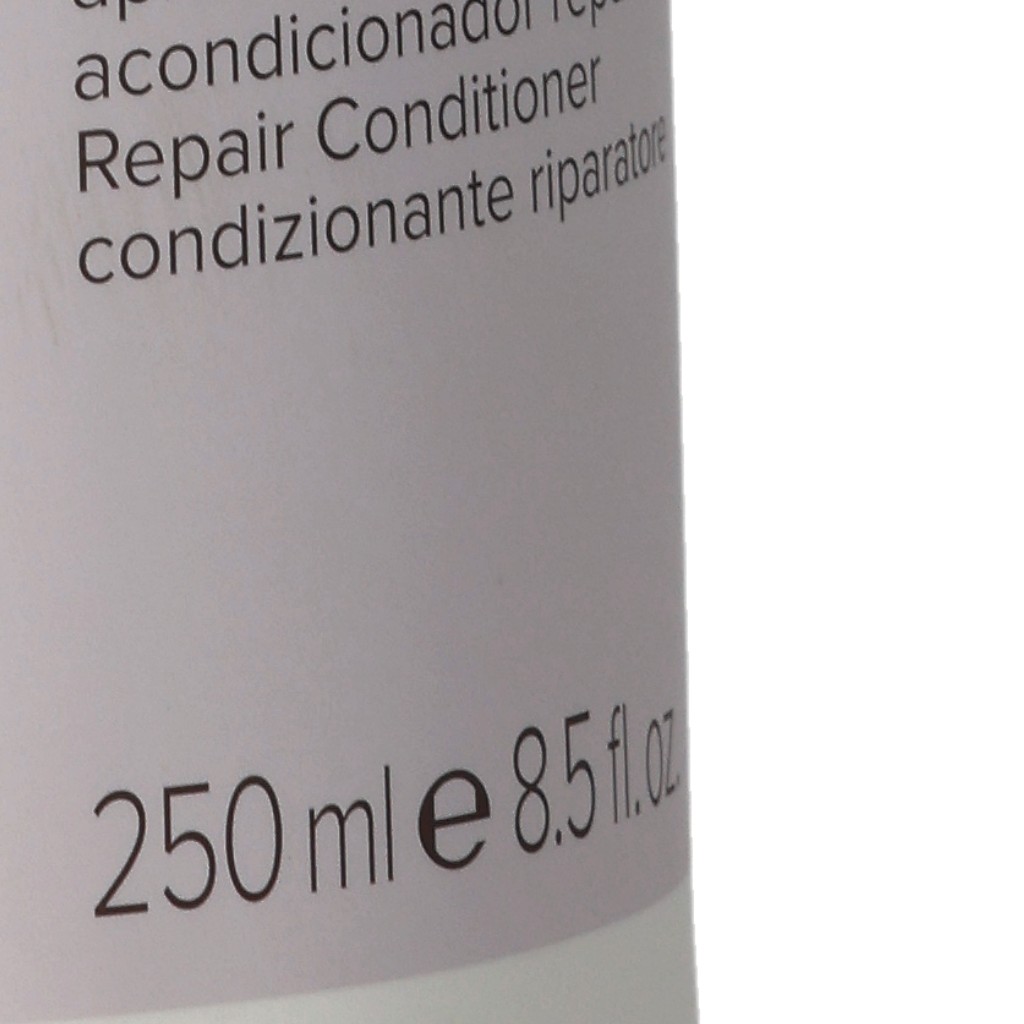 acondicionador
Repair Conditioner
condizionante riparatore
250 ml e 8.5 fl. oz.